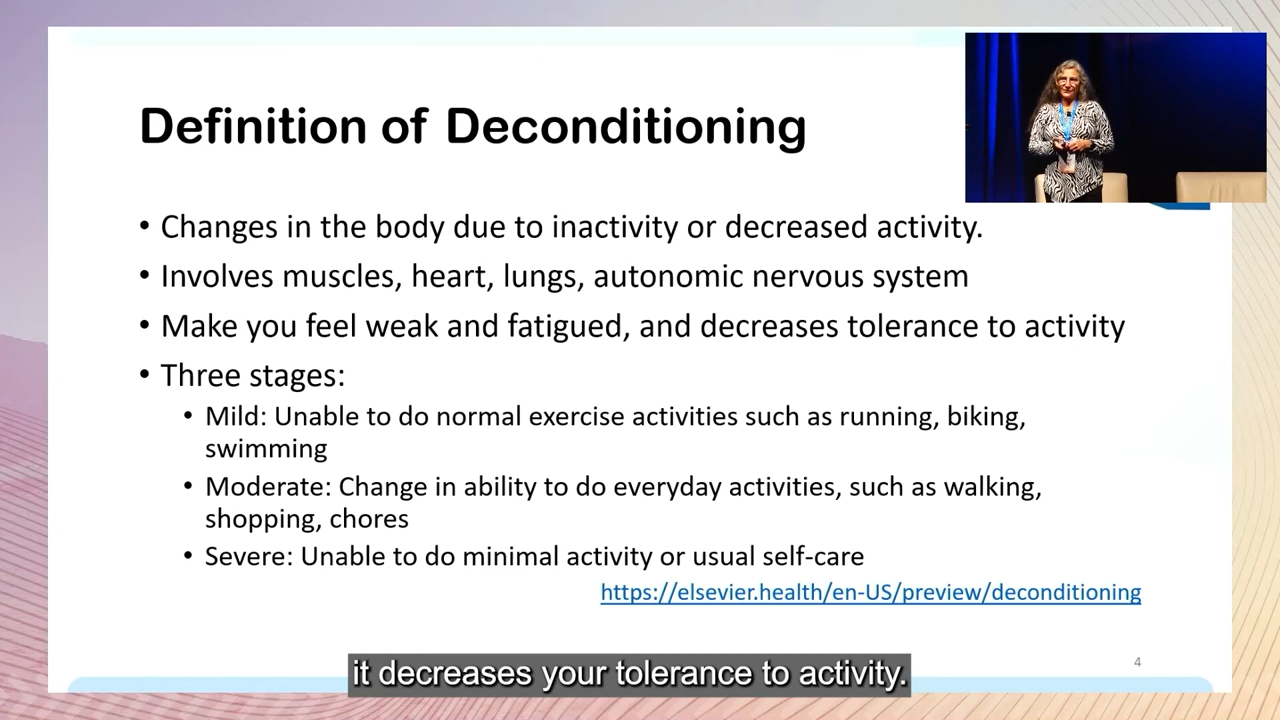 Definition of Deconditioning
• Changes in the body due to inactivity or decreased activity.
• Involves muscles, heart, lungs, autonomic nervous system
• Make you feel weak and fatigued, and decreases tolerance to activity
• Three stages:
• Mild: Unable to do normal exercise activities such as running, biking,
swimming
• Moderate: Change in ability to do everyday activities, such as walking,
shopping, chores
• Severe: Unable to do minimal activity or usual self-care
https://elsevier.health/en-US/preview/deconditioning
4
it decreases your tolerance to activity.